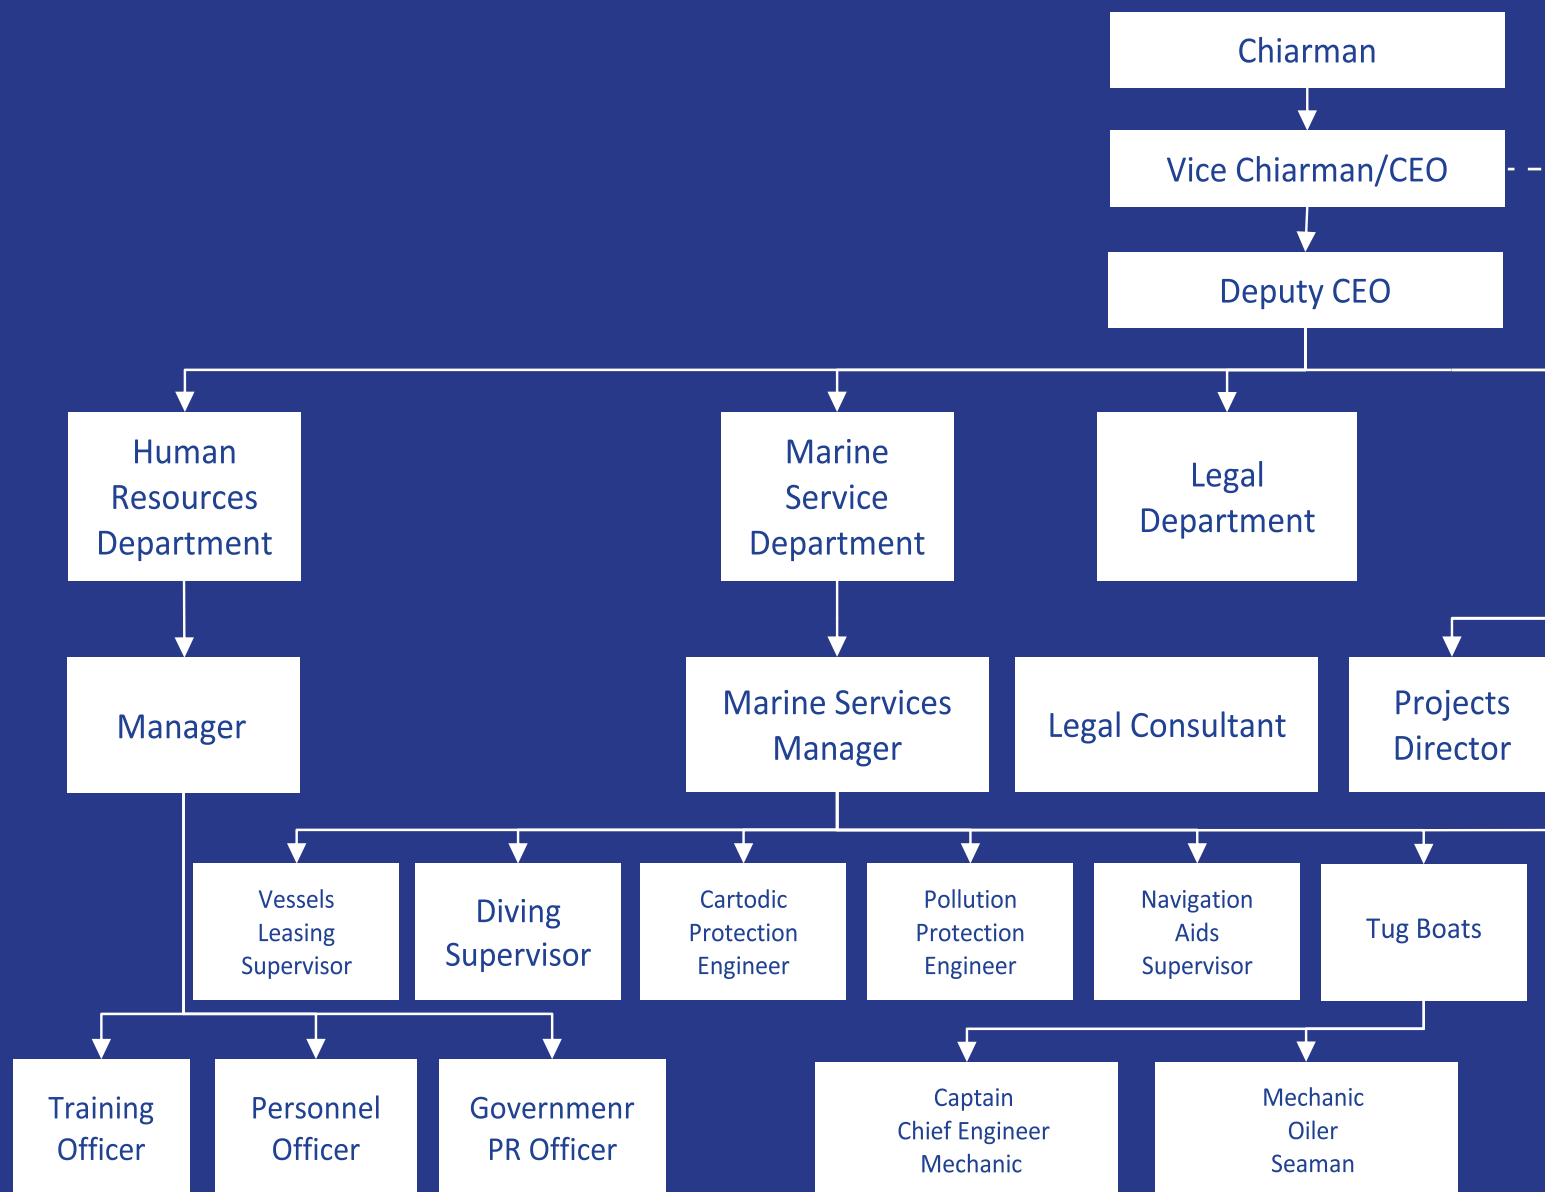 Chiarman
Vice Chiarman/CEO
Deputy CEO
Human
Resources
Department
Marine
Service
Department
Legal
Department
Manager
Marine Services
Manager
Legal Consultant
Projects
Director
Vessels
Leasing
Supervisor
Diving
Supervisor
Cartodic
Protection
Engineer
Pollution
Protection
Engineer
Navigation
Aids
Supervisor
Tug Boats
Training
Officer
Personnel
Officer
Governmenr
PR Officer
Captain
Chief Engineer
Mechanic
Mechanic
Oiler
Seaman